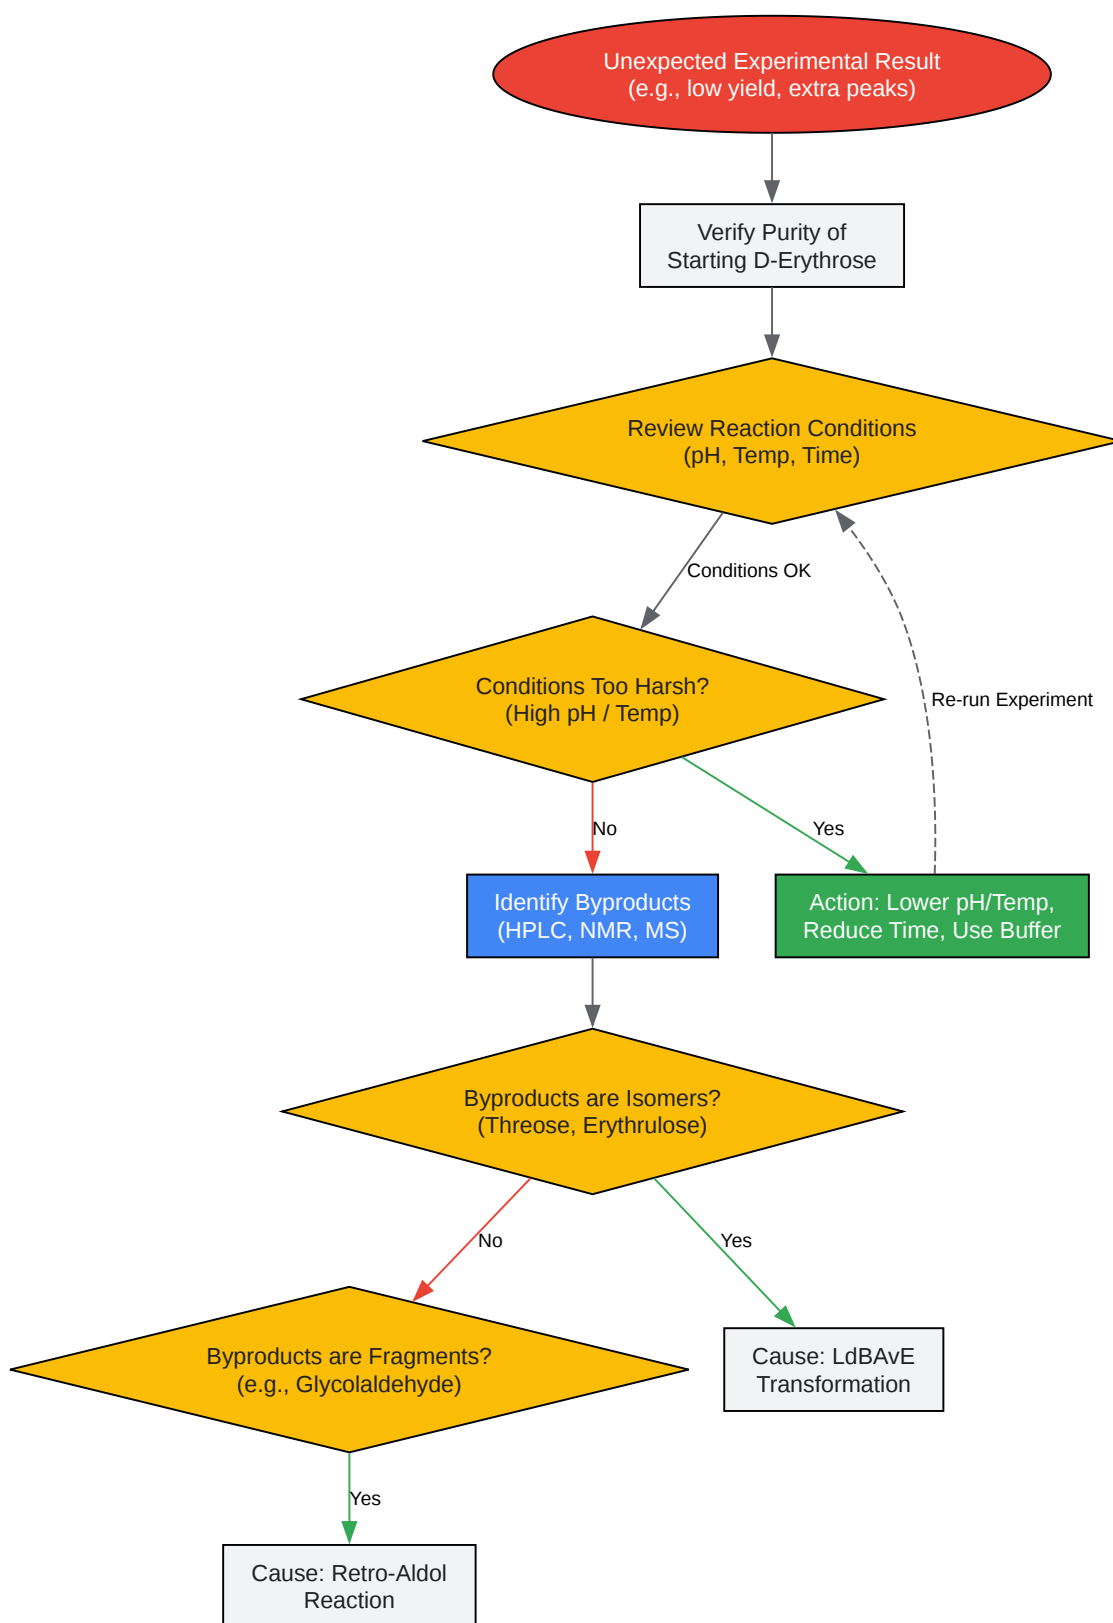 Unexpected Experimental Result
(e.g., low yield, extra peaks)
Verify Purity of
Starting D-Erythrose
Review Reaction Conditions
(pH, Temp, Time)
Conditions OK
Conditions Too Harsh?
(High pH / Temp)
Re-run Experiment
No
Yes
Identify Byproducts
(HPLC, NMR, MS)
Action: Lower pH/Temp,
Reduce Time, Use Buffer
Byproducts are Isomers?
(Threose, Erythrulose)
No
Yes
Byproducts are Fragments?
(e.g., Glycolaldehyde)
Cause: LdBAvE
Transformation
Yes
Cause: Retro-Aldol
Reaction